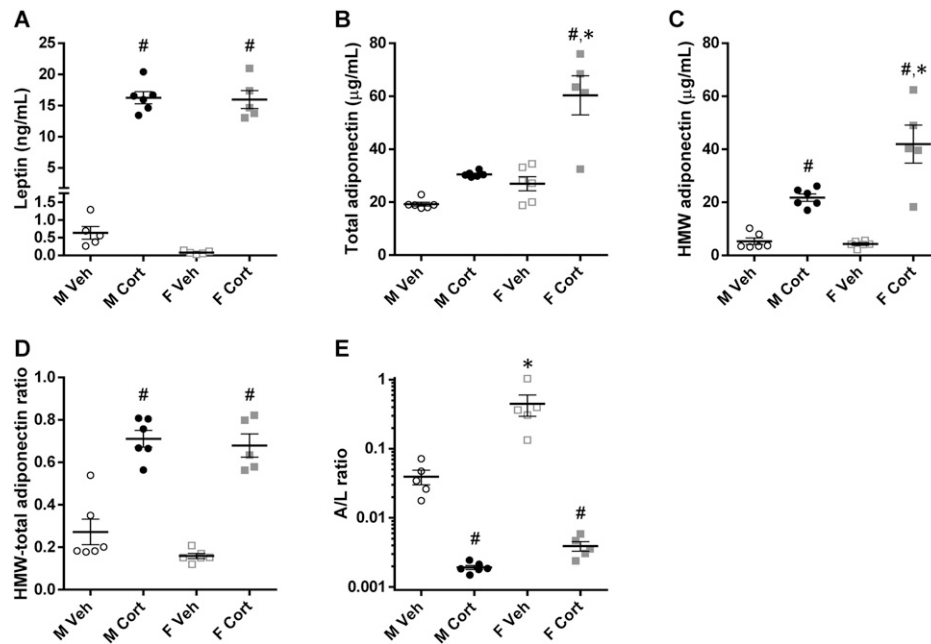 A
Leptin (ng/mL)
25
20
15
10
5
1.5
1.0
0.5
0.0
#
#
M Veh
M Cort
F Veh
F Cort
B
Total adiponectin (µg/mL)
80
60
40
20
0
#,*
M Veh
M Cort
F Veh
F Cort
C
HMW adiponectin (µg/mL)
80
60
40
20
0
#
#,*
M Veh
M Cort
F Veh
F Cort
D
HMW-total adiponectin ratio
1.0
0.8
0.6
0.4
0.2
0.0
#
#
M Veh
M Cort
F Veh
F Cort
E
A/L ratio
1
0.1
0.01
0.001
#
*
#
M Veh
M Cort
F Veh
F Cort